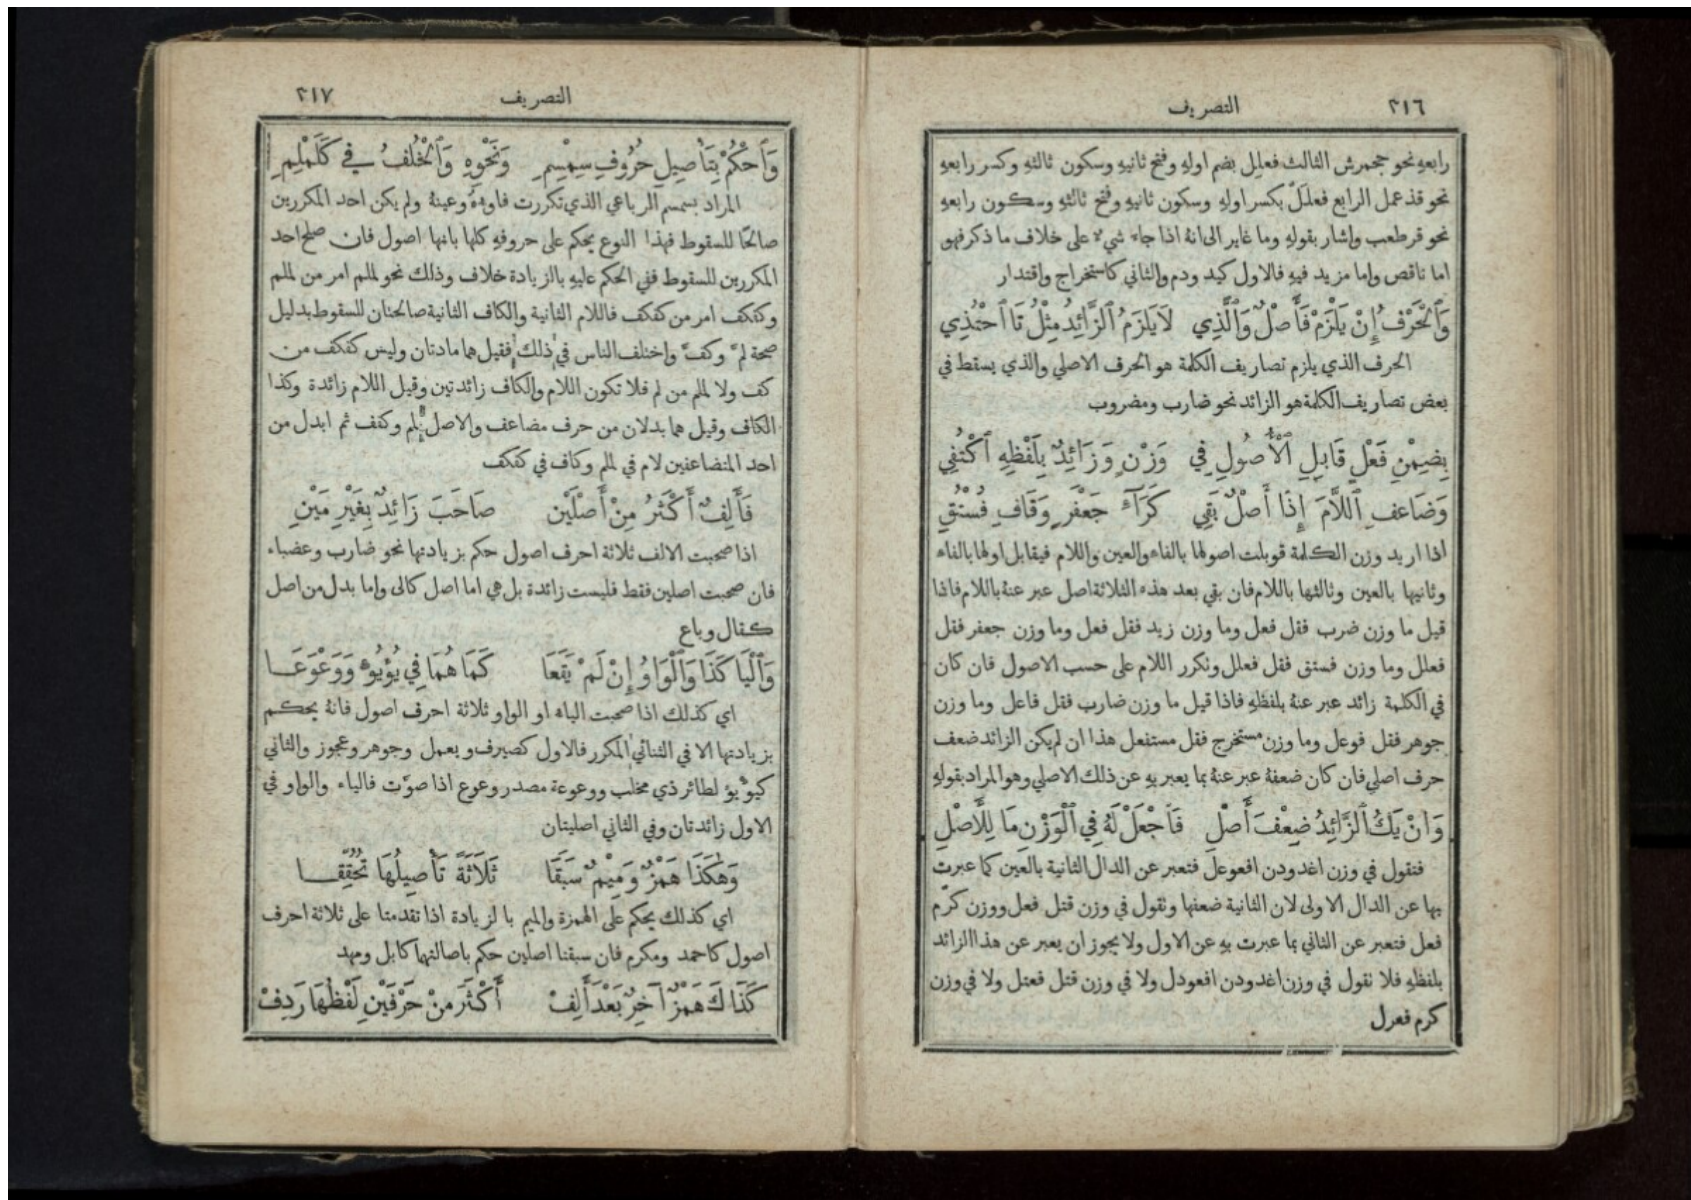 ٣١٦
التصريف
رابعهِ نحو جحمرش الثالث فعلِل بضم اولهِ وفتح ثانيهِ وسكون ثالثهِ وكسر رابعهِ
نحو قذعمل الرابع فعلَلّ بكسر اولهِ وسكون ثانيهِ وفتح ثالثهِ وسكون رابعهِ
نحو قرطعب واشار بقولهِ وما غاير الى انهُ اذا جاء شيءٌ على خلاف ما ذكر فهو
اما ناقص واما مزيد فيهِ فالاول كيد ودم والثاني كاستخراج واقتدار
وَٱلْحَرْفُ إِنْ يَلْزَمْ فَأَصْلٌ وَٱلَّذِي لاَ يَلْزَمُ ٱلزَّائِدُ مِثْلُ تَا ٱحْتُذِي
الحرف الذي يلزم تصاريف الكلمة هو الحرف الاصلي والذي يسقط في
بعض تصاريف الكلمة هو الزائد نحو ضارب ومضروب
بِضِمْنِ فَعْلٍ قَابِلِ ٱلْأُصُولِ فِي وَزْنٍ وَزَائِدٌ بِلَفْظِهِ ٱكْتُفِي
وَضَاعِفِ ٱللاَّمَ إِذَا أَصْلٌ بَقِي كَرَآءِ جَعْفَرٍ وَقَافِ فُسْتُقِ
اذا اريد وزن الكلمة قوبلت اصولها بالفاء والعين واللام فيقابل اولها بالفاء
وثانيها بالعين وثالثها باللام فان بقي بعد هذه الثلاثة اصل عبر عنهُ باللام فاذا
قيل ما وزن ضرب فقل فعل وما وزن زيد فقل فعل وما وزن جعفر فقل
فعلل وما وزن فستق فقل فعلل وتكرر اللام على حسب الاصول فان كان
في الكلمة زائد عبر عنهُ بلفظهِ فاذا قيل ما وزن ضارب فقل فاعل وما وزن
جوهر فقل فوعل وما وزن مستخرج فقل مستفعل هذا ان لم يكن الزائد ضعف
حرف اصلي فان كان ضعفهُ عبر عنهُ بما يعبر بهِ عن ذلك الاصلي وهو المراد بقولهِ
وَإِنْ يَكُ ٱلزَّائِدُ ضِعْفَ أَصْلِ فَاجْعَلْ لَهُ فِي ٱلْوَزْنِ مَا لِلْأَصْلِ
فتقول في وزن اغدودن افعوعل فتعبر عن الدال الثانية بالعين كما عبرت
بها عن الدال الاولى لان الثانية ضعفها وتقول في وزن قتل فعل ووزن كرّم
فعل فتعبر عن الثاني بما عبرت بهِ عن الاول ولا يجوز ان يعبر عن هذا الزائد
بلفظهِ فلا تقول في وزن اغدودن افعودل ولا في وزن قتل فعتل ولا في وزن
كرم فعرل
٣١٧
التصريف
وَٱحْكُمْ بِتَأْصِيلِ حُرُوفِ سِمْسِمِ وَنَحْوِهِ وَٱلْخُلْفُ فِي كَلَمْلِمِ
المراد بسمسم الرباعي الذي تكررت فاوهُ وعينهُ ولم يكن احد المكررين
صالحًا للسقوط فهذا النوع يحكم على حروفهِ كلها بانها اصول فان صلح احد
المكررين للسقوط ففي الحكم عليهِ بالزيادة خلاف وذلك نحو لملم امر من لملم
وكفكف امر من كفكف فاللام الثانية والكاف الثانية صالحتان للسقوط بدليل
صحة لمّ وكفّ واختلف الناس في ذلك فقيل هما مادتان وليس كفكف من
كف ولا لملم من لم فلا تكون اللام والكاف زائدتين وقيل اللام زائدة وكذا
الكاف وقيل هما بدلان من حرف مضاعف والاصل لمم وكفف ثم ابدل من
احد المتضاعفين لام في لملم وكاف في كفكف
فَأَلِفٌ أَكْثَرَ مِنْ أَصْلَيْنِ صَاحَبَ زَائِدٌ بِغَيْرِ مَيْنِ
اذا صحبت الالف ثلاثة احرف اصول حكم بزيادتها نحو ضارب وعضباء
فان صحبت اصلين فقط فليست زائدة بل هي اما اصل كالى واما بدل من اصل
كقال وباع
وَٱلْيَا كَذَا وَٱلْوَاوُ إِنْ لَمْ يَقَعَا كَمَا هُمَا فِي يُؤْيُؤٍ وَوَعْوَعَا
اي كذلك اذا صحبت الياء او الواو ثلاثة احرف اصول فانهُ يحكم
بزيادتها الا في الثنائي المكرر فالاول كصيرف ويعمل وجوهر وعجوز والثاني
كيؤيؤ لطائر ذي مخلب ووعوعة مصدر وعوع اذا صوّت فالياء والواو في
الاول زائدتان وفي الثاني اصليتان
وَهٰكَذَا هَمْزٌ وَمِيْمٌ سَبَقَا ثَلَاثَةً تَأْصِيلُهَا تُحُقِّقَا
اي كذلك يحكم على الهمزة والميم بالزيادة اذا تقدمتا على ثلاثة احرف
اصول كاحمد ومكرم فان سبقتا اصلين حكم باصالتهما كابل ومهد
كَذَاكَ هَمْزٌ آخِرٌ بَعْدَ أَلِفْ أَكْثَرَ مِنْ حَرْفَيْنِ لَفْظُهَا رَدِفْ